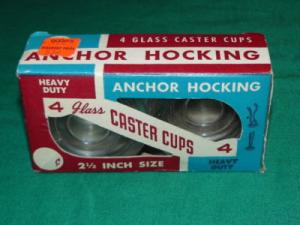 4 GLASS CASTER CUPS
ANCHOR HOCKING
HEAVY
DUTY
ANCHOR HOCKING
4 Glass
CASTER CUPS
4
2½ INCH SIZE
HEAVY
DUTY
¢